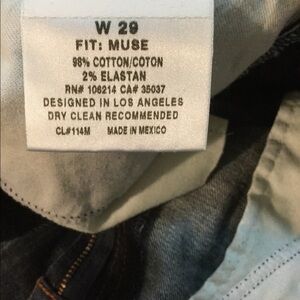 W 29
FIT: MUSE
98% COTTON/COTON
2% ELASTAN
RN# 106214 CA# 35037
DESIGNED IN LOS ANGELES
DRY CLEAN RECOMMENDED
CL#114M MADE IN MEXICO